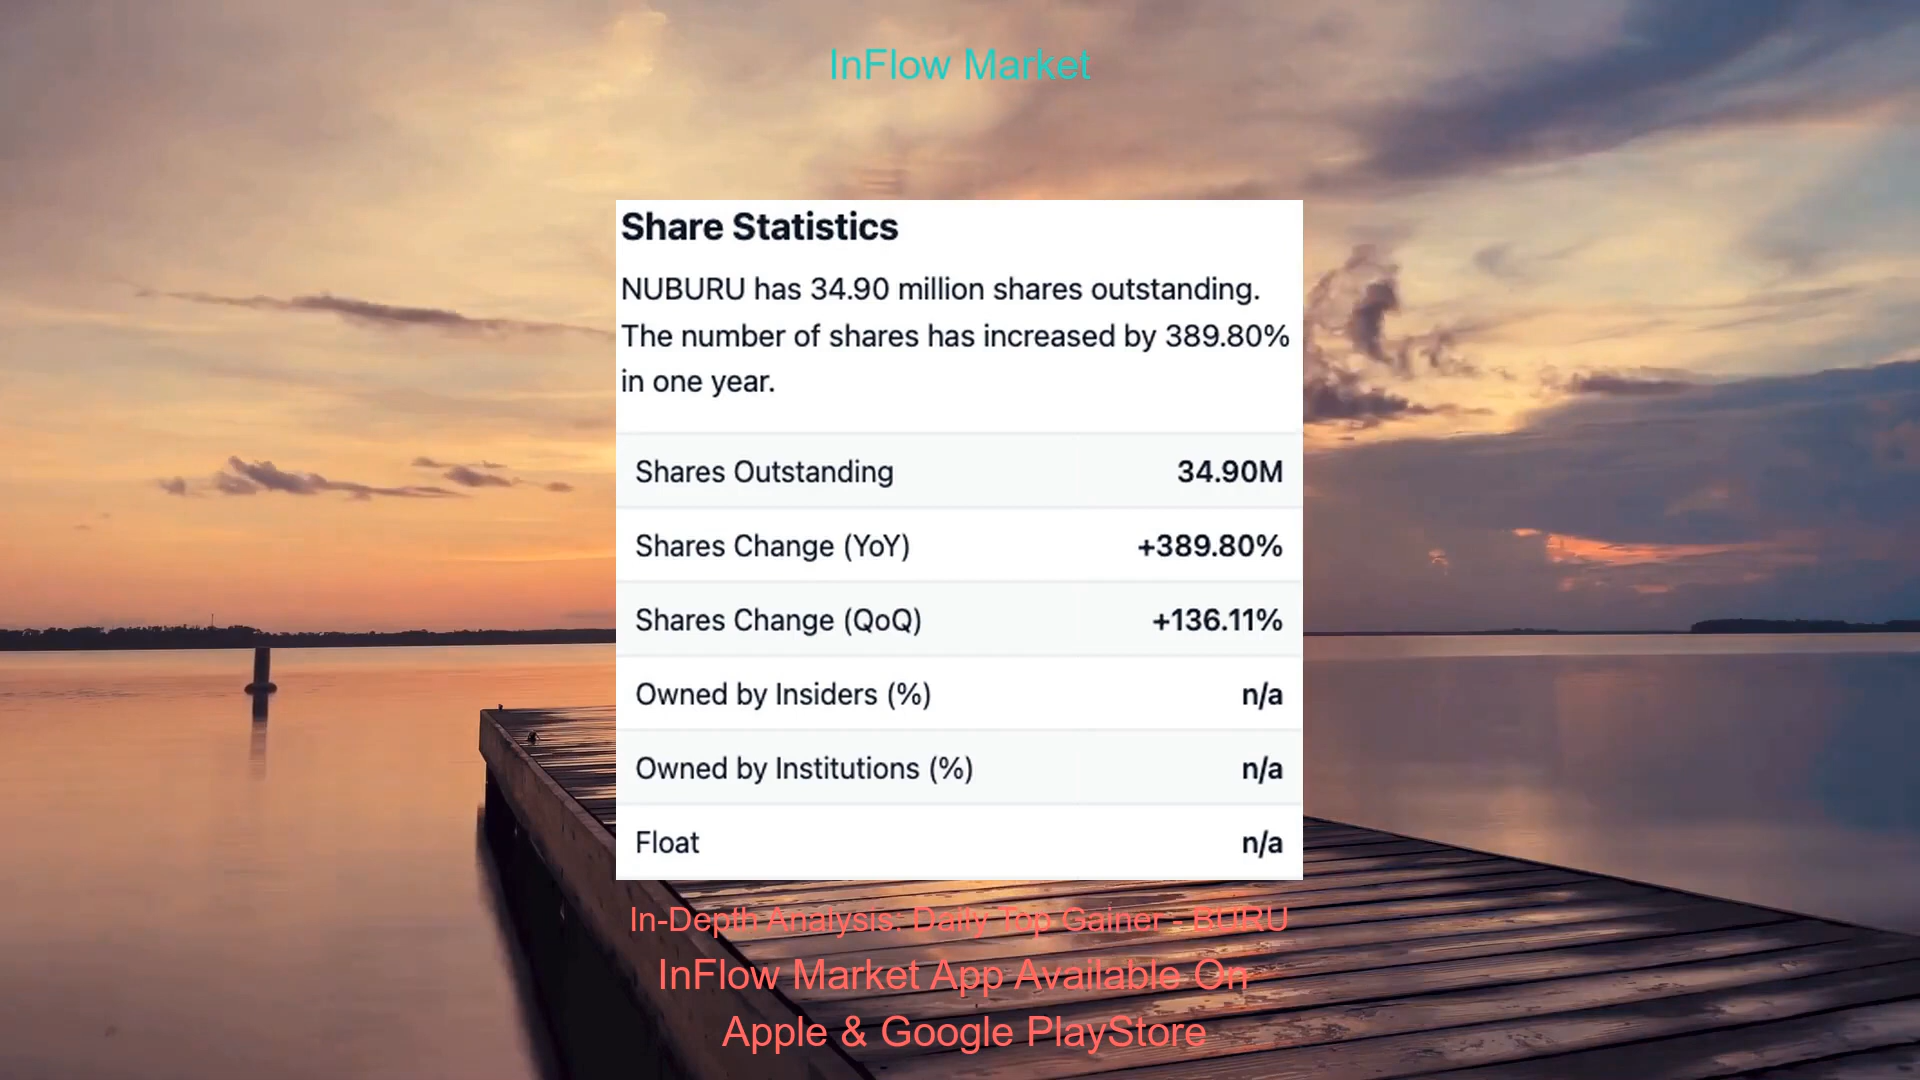 InFlow Market
Share Statistics
NUBURU has 34.90 million shares outstanding.
The number of shares has increased by 389.80%
in one year.
Shares Outstanding 34.90M
Shares Change (YoY) +389.80%
Shares Change (QoQ) +136.11%
Owned by Insiders (%) n/a
Owned by Institutions (%) n/a
Float n/a
In-Depth Analysis: Daily Top Gainer - BURU
InFlow Market App Available On
Apple & Google PlayStore